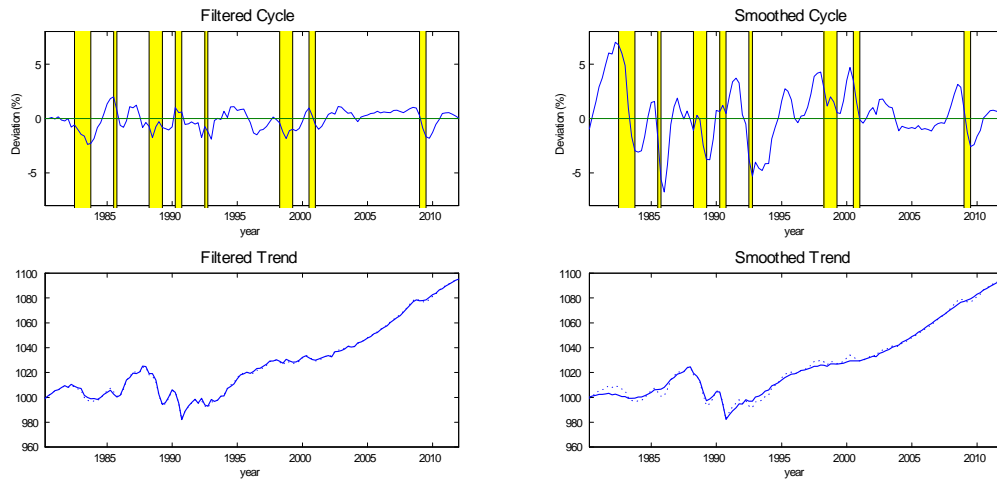 Filtered Cycle
5
0
-5
Deviation (%)
1985 1990 1995 2000 2005 2010
year
Smoothed Cycle
5
0
-5
Deviation (%)
1985 1990 1995 2000 2005 2010
year
Filtered Trend
1100
1080
1060
1040
1020
1000
980
960
1985 1990 1995 2000 2005 2010
year
Smoothed Trend
1100
1080
1060
1040
1020
1000
980
960
1985 1990 1995 2000 2005 2010
year